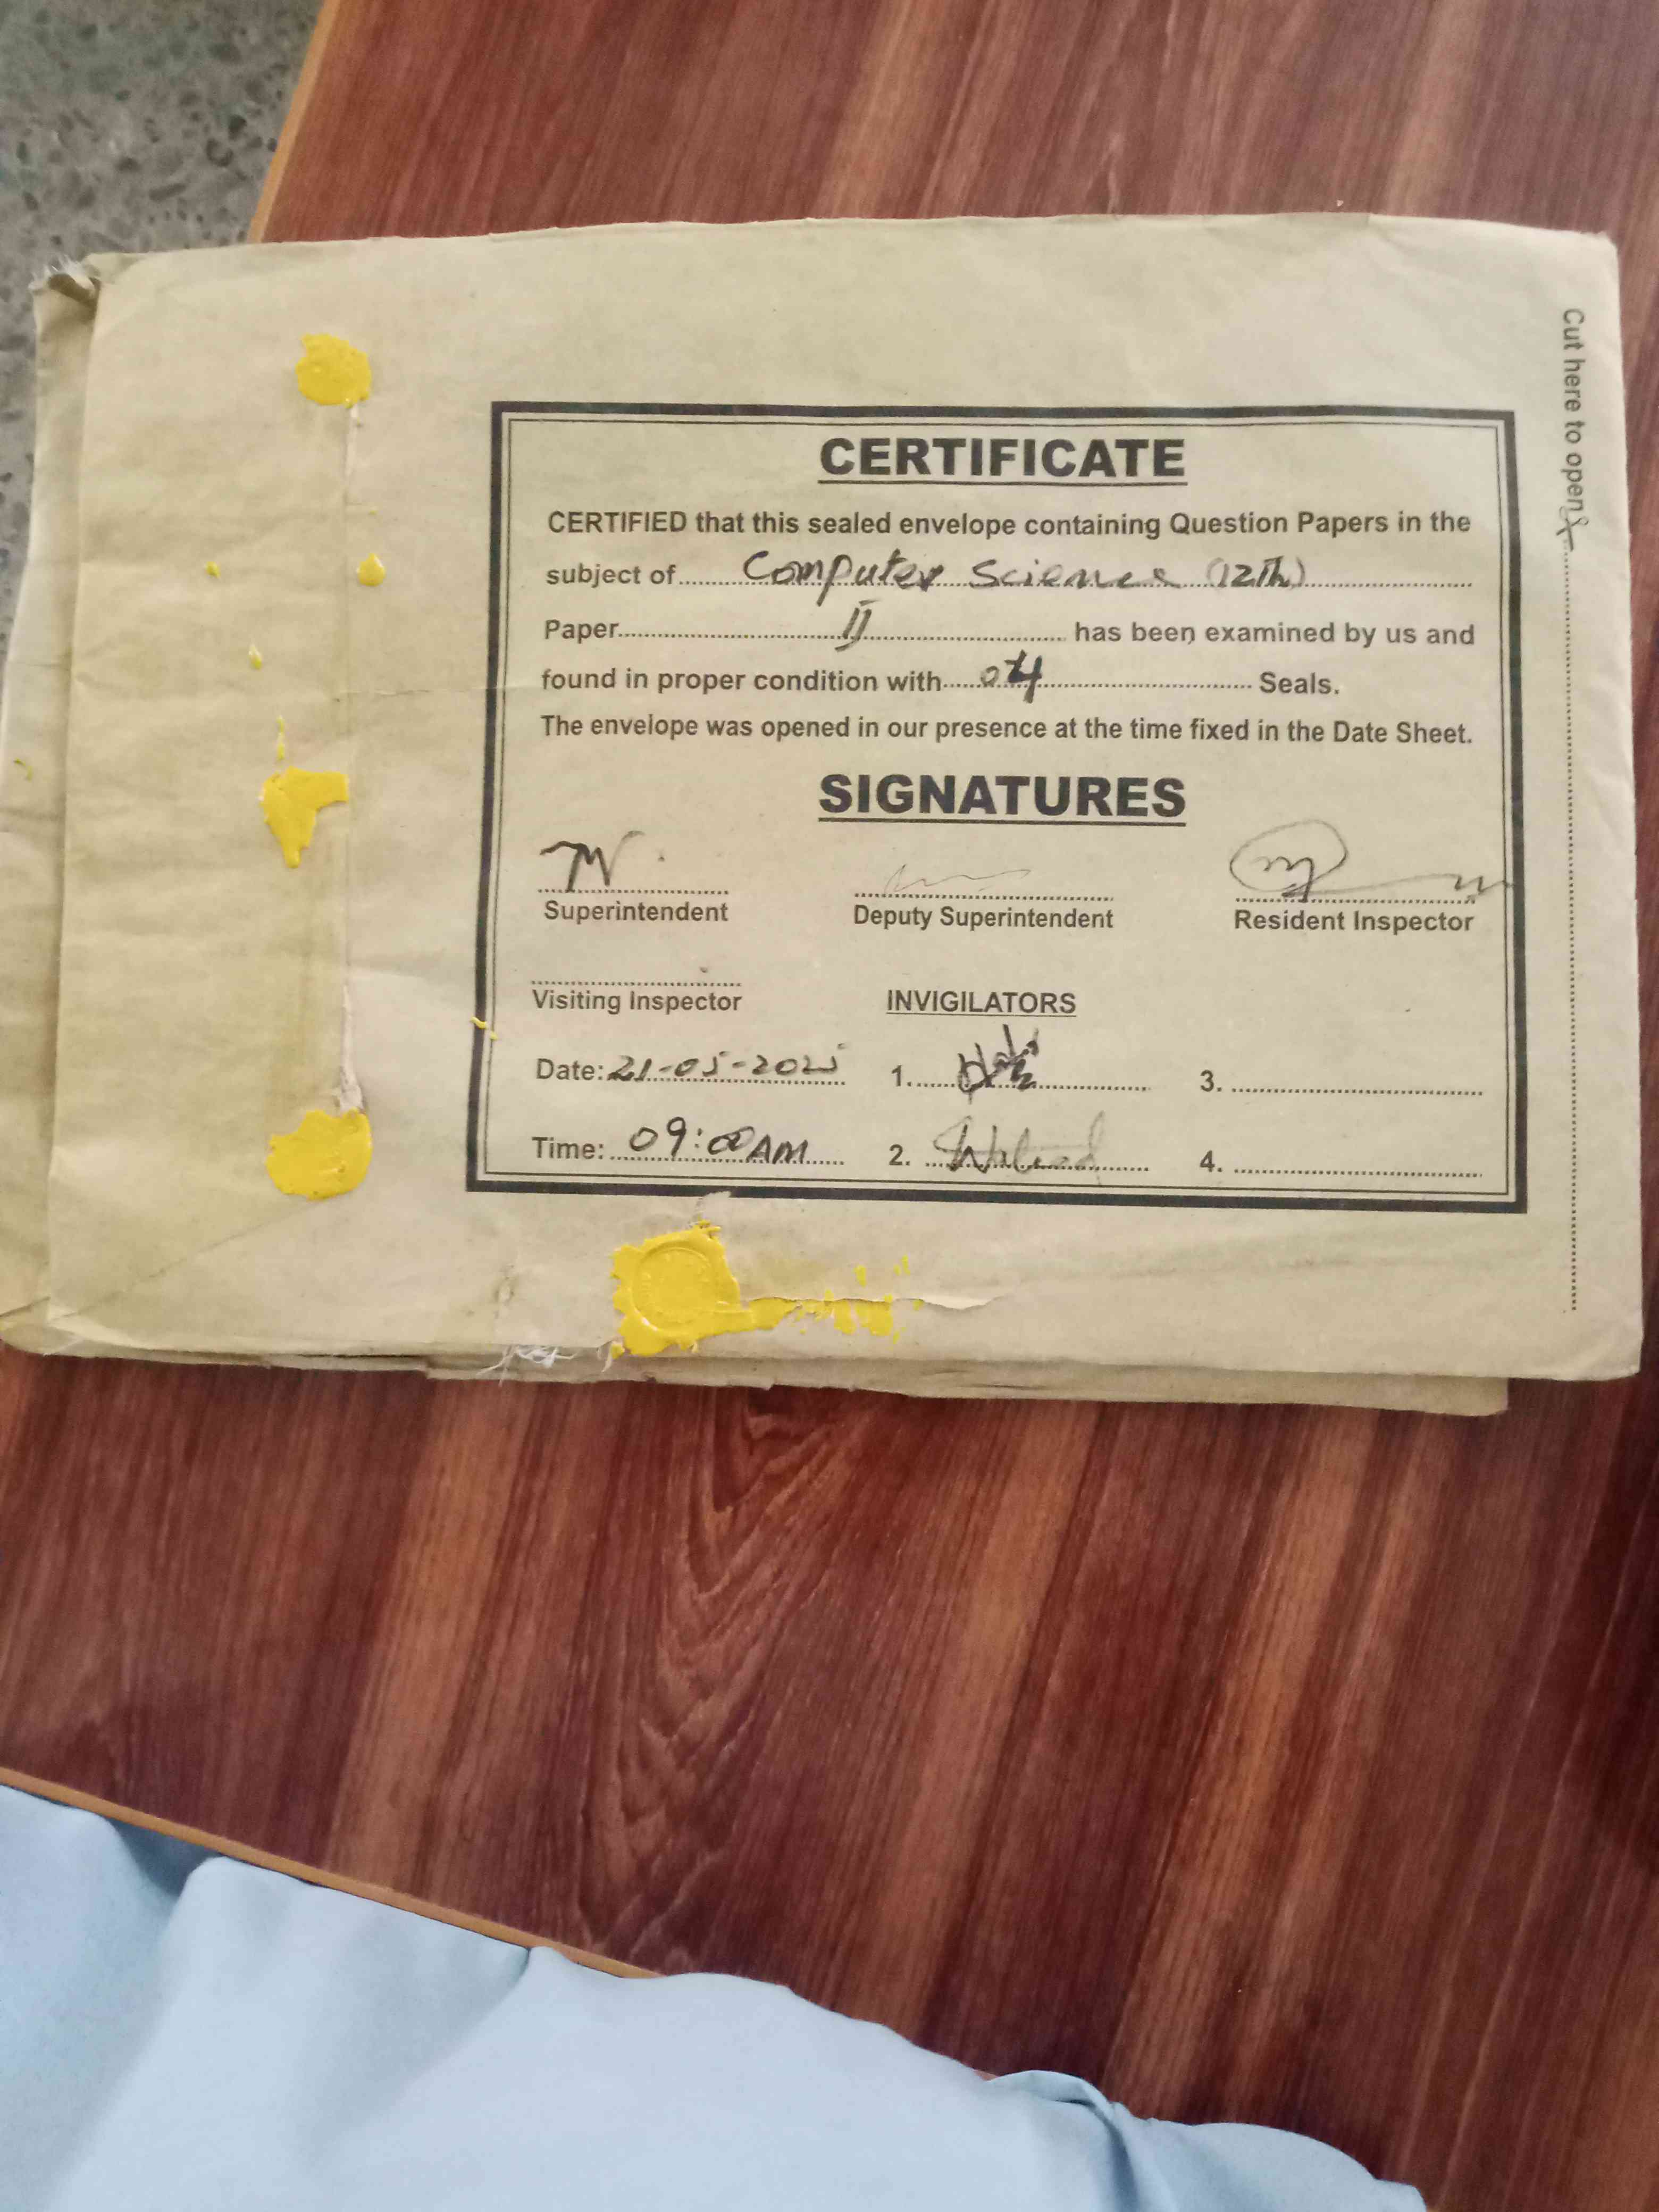 Cut here to open
CERTIFICATE
CERTIFIED that this sealed envelope containing Question Papers in the
subject of Computer Science (12th)
Paper II has been examined by us and
found in proper condition with 04 Seals.
The envelope was opened in our presence at the time fixed in the Date Sheet.
SIGNATURES
Superintendent Deputy Superintendent Resident Inspector
Visiting Inspector INVIGILATORS
Date: 21-05-2025 1. 3.
Time: 09:00 AM 2. 4.